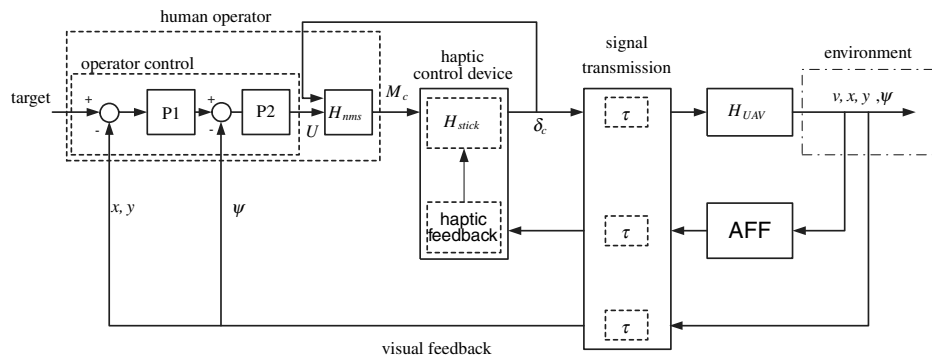 human operator
operator control
target
+
-
P1
+
-
P2
U
H_nms
M_c
haptic
control device
H_stick
haptic
feedback
δ_c
signal
transmission
τ
τ
τ
H_UAV
AFF
environment
v, x, y ,ψ
x, y
ψ
visual feedback